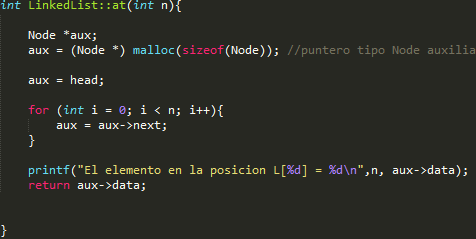 int LinkedList::at(int n){
Node *aux;
aux = (Node *) malloc(sizeof(Node)); //puntero tipo Node auxilia
aux = head;
for (int i = 0; i < n; i++){
aux = aux->next;
}
printf("El elemento en la posicion L[%d] = %d\n",n, aux->data);
return aux->data;
}